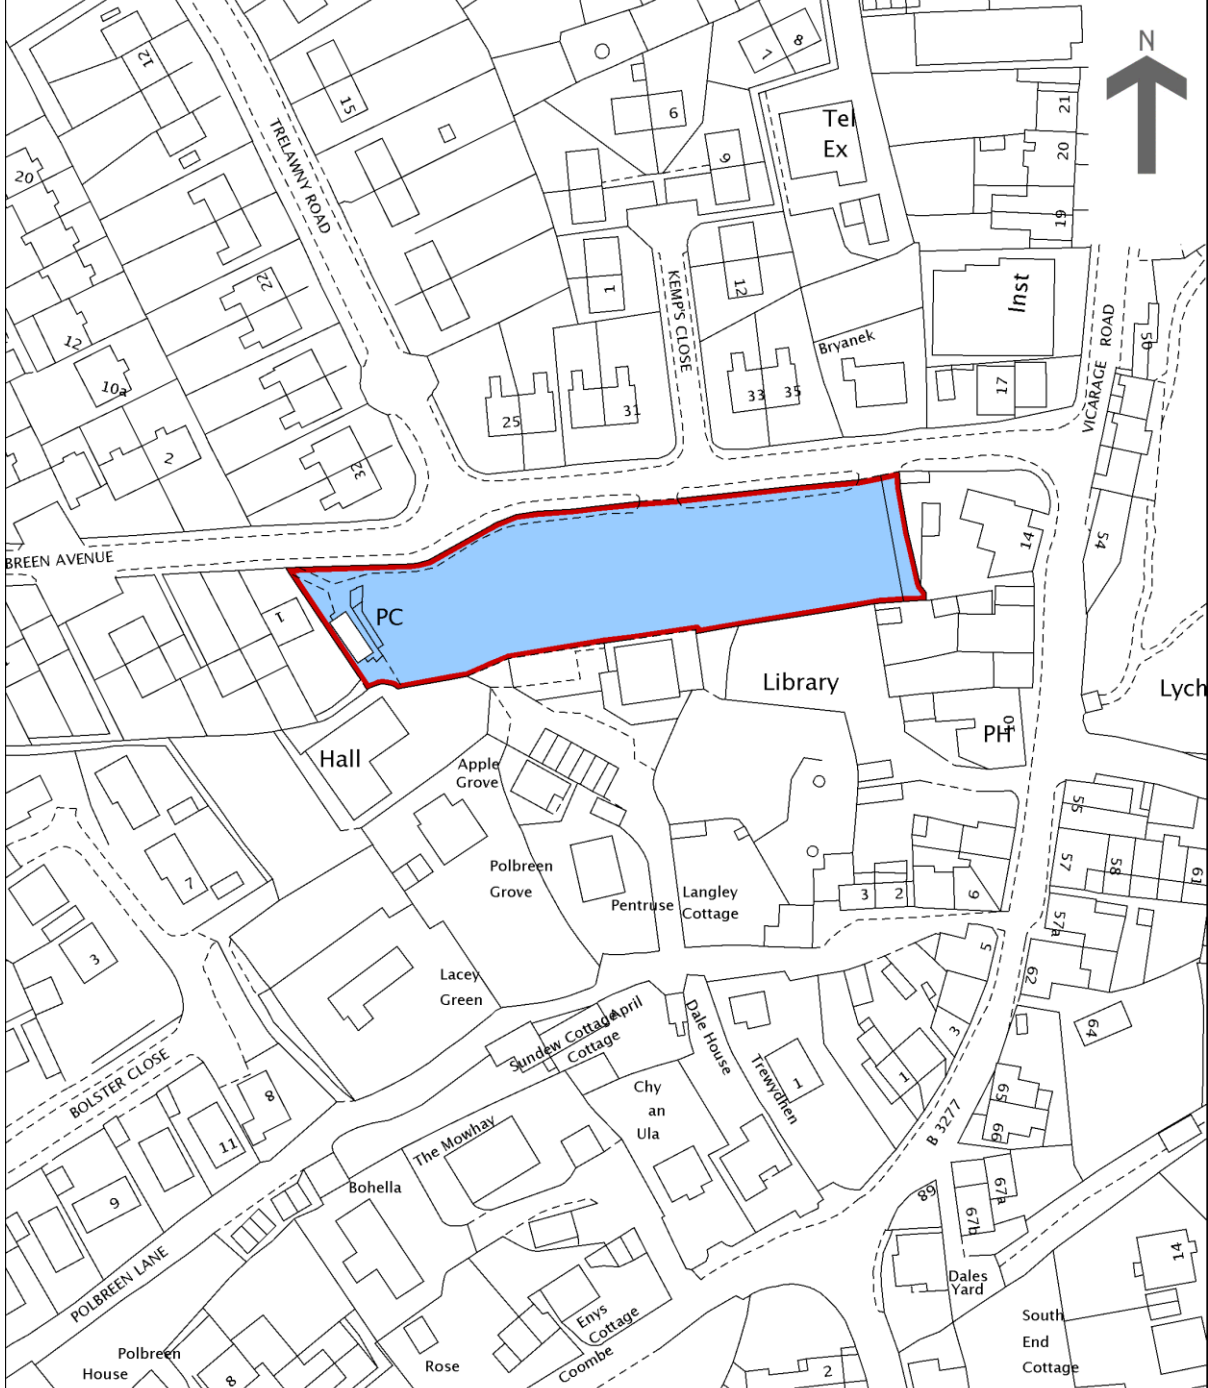 N
12
15
8
7
6
9
Tel
Ex
21
20
19
TRELAWNY ROAD
20
22
1
12
KEMP'S CLOSE
Inst
VICARAGE ROAD
50
12
10a
Bryanek
17
2
32
25
31
33
35
BREEN AVENUE
14
54
1
PC
Library
Lych
10
PH
Hall
Apple
Grove
55
57
58
61
7
Polbreen
Grove
Pentruse
Langley
Cottage
3
2
6
57a
3
5
62
Lacey
Green
64
3
April
Cottage
Sundew Cottage
Dale House
Trewydhen
1
1
BOLSTER CLOSE
8
11
9
Chy
an
Ula
The Mowhay
B 3277
65
66
Bohella
67a
67b
68
POLBREEN LANE
14
Dales
Yard
Enys
Cottage
South
End
Cottage
Polbreen
House
8
Rose
Coombe
2